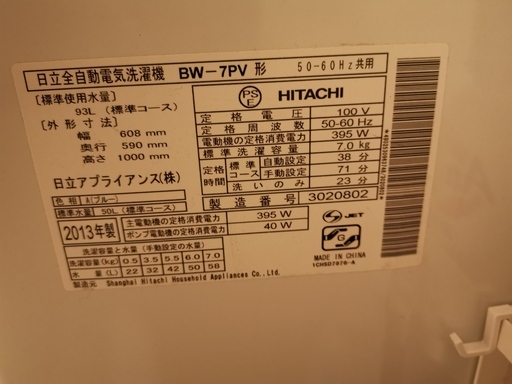 日立全自動電気洗濯機 BW-7PV 形 50-60Hz共用
[標準使用水量]
93L (標準コース)
[外形寸法]
幅 608 mm
奥行 590 mm
高さ 1000 mm
日立アプライアンス(株)
色相 A(ブルー)
標準水量 50L(標準コース)
PSE HITACHI
定格電圧 100 V
定格周波数 50-60 Hz
電動機の定格消費電力 395 W
標準洗濯容量 7.0 kg
定格時間 標準コース 自動設定 38 分
手動設定 71 分
洗いのみ 23 分
製造番号 3020802
2013年製
主電動機の定格消費電力 395 W
ポンプ電動機の定格消費電力 40 W
洗濯容量と水量 (手動設定の水量)
洗濯容量(kg) 0.5 3.5 5.5 6.0 7.0
水量 (L) 22 32 42 50 58
製造元 Shanghai Hitachi Household Appliances Co., Ltd.
S JET
MADE IN CHINA